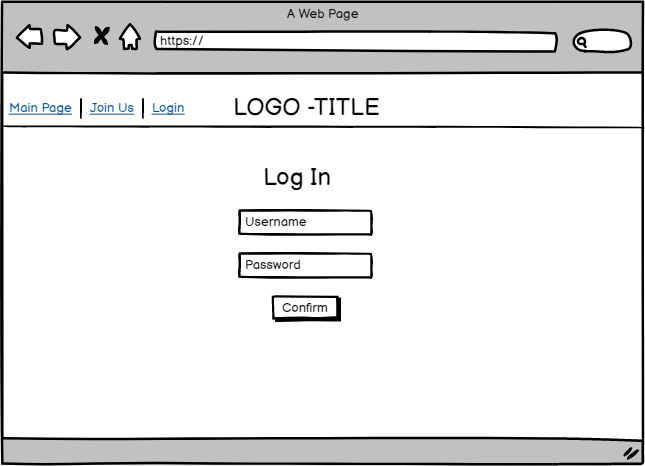 A Web Page
https://
Main Page | Join Us | Login
LOGO -TITLE
Log In
Username
Password
Confirm